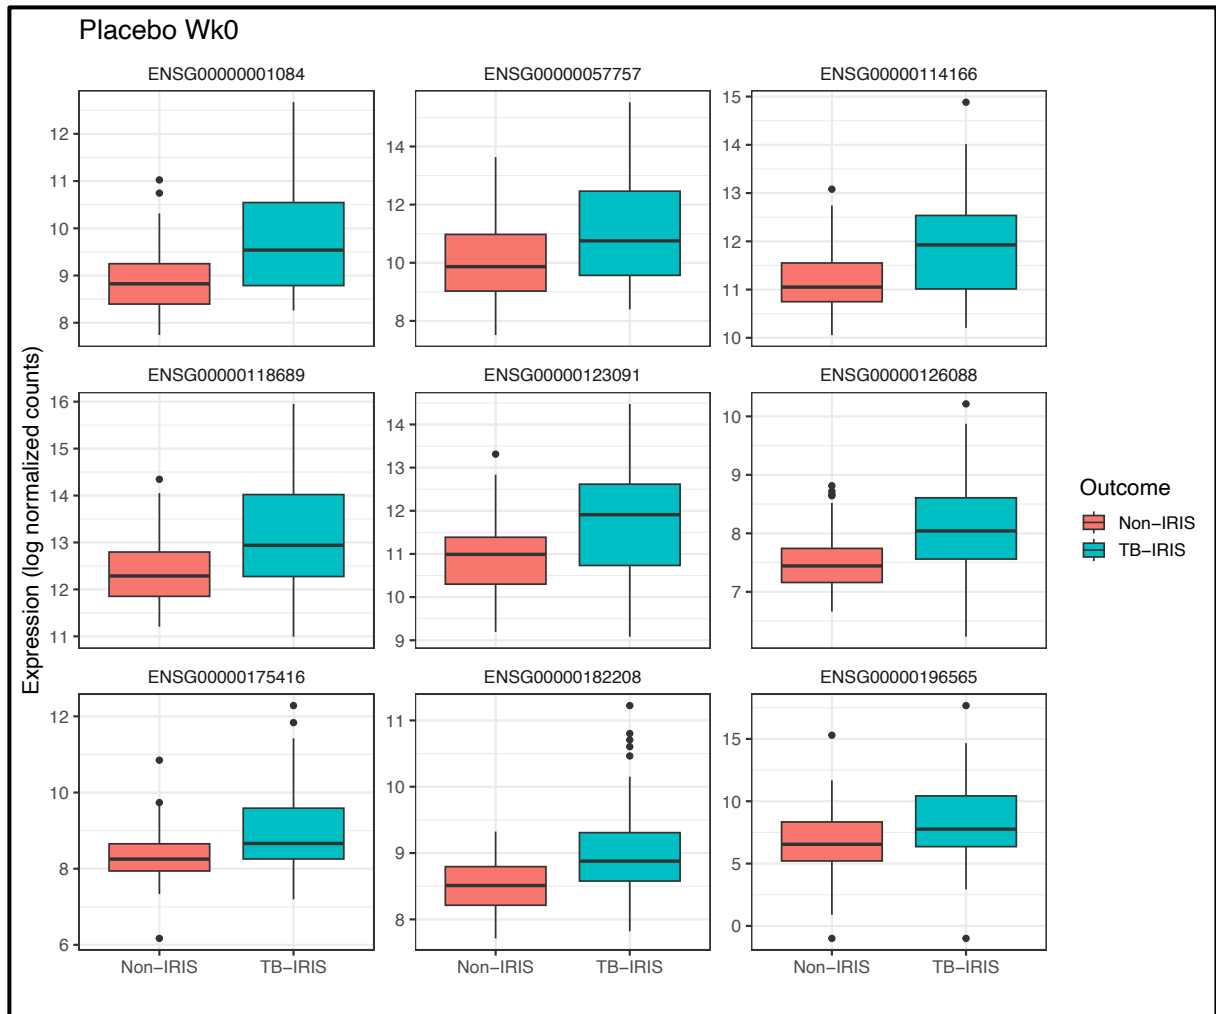 Placebo Wk0
ENSG00000001084
ENSG00000057757
ENSG00000114166
12
11
10
9
8
14
12
10
8
15
14
13
12
11
10
Expression (log normalized counts)
ENSG00000118689
ENSG00000123091
ENSG00000126088
16
15
14
13
12
11
14
13
12
11
10
9
10
9
8
7
Outcome
Non−IRIS
TB−IRIS
ENSG00000175416
ENSG00000182208
ENSG00000196565
12
10
8
6
11
10
9
8
15
10
5
0
Non−IRIS
TB−IRIS
Non−IRIS
TB−IRIS
Non−IRIS
TB−IRIS